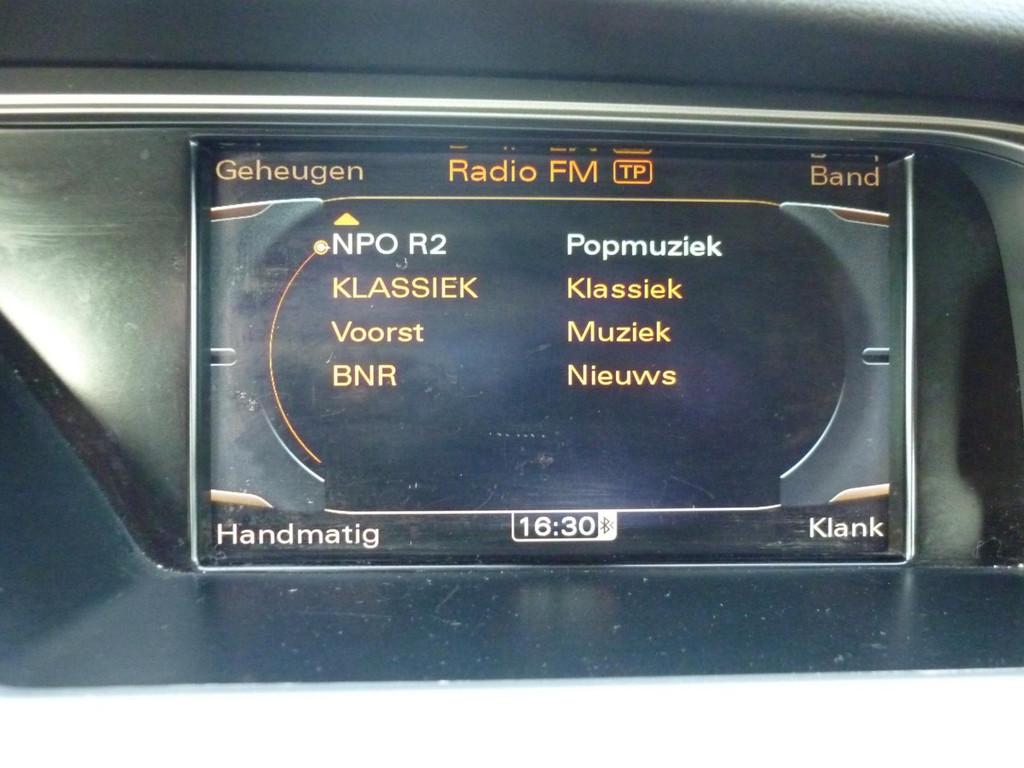 Geheugen Radio FM TP Band
NPO R2 Popmuziek
KLASSIEK Klassiek
Voorst Muziek
BNR Nieuws
Handmatig 16:30 Klank